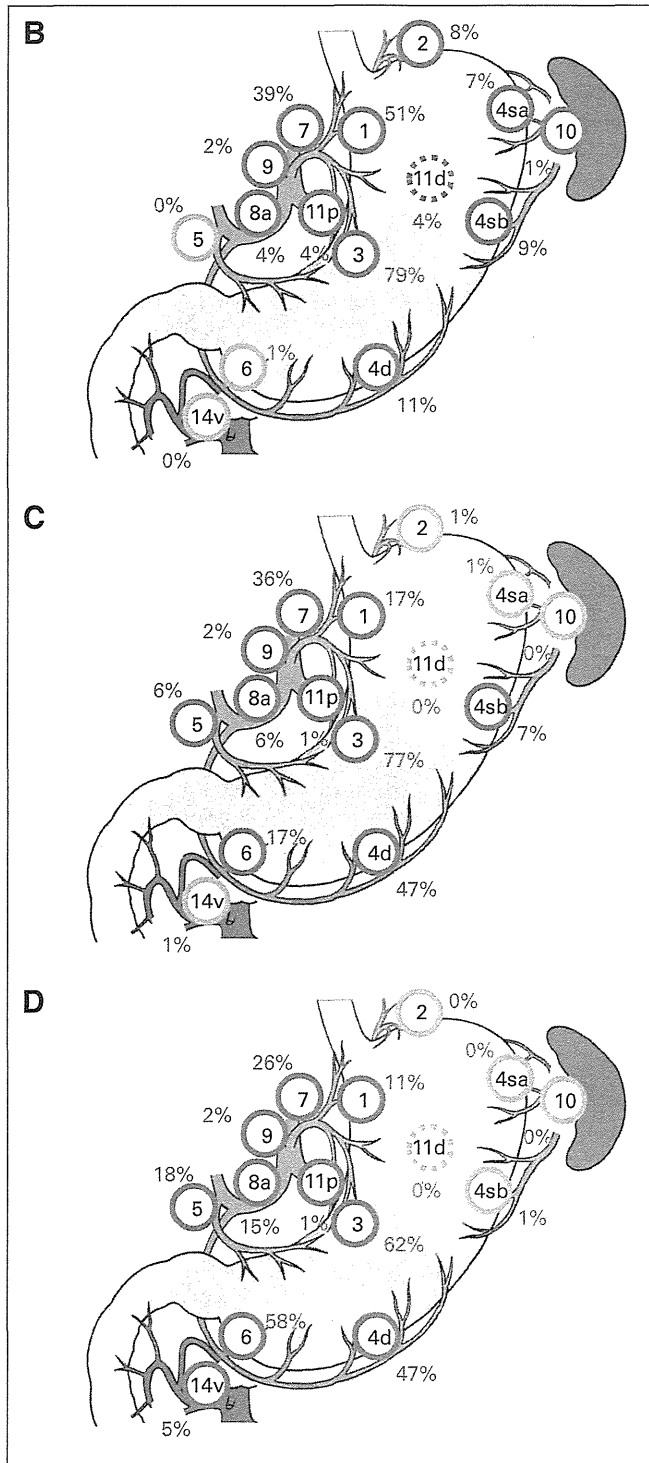 B
2 8%
7%
39% 4sa
7 1 51% 10
2% 9
11d 1%
0% 8a 11p 4sb
5 4% 4% 3 4% 9%
79%
6 1% 4d
14v 11%
0%
C
2 1%
1%
36% 4sa
7 1 17% 10
2% 9
11d 0%
6% 8a 11p 0% 4sb
5 6% 1% 3 7%
77%
6 17% 4d
14v 47%
1%
D
2 0%
0%
26% 4sa
7 1 11% 10
2% 9
11d 0%
18% 8a 11p 0% 4sb
5 15% 1% 3 1%
62%
6 58% 4d
14v 47%
5%